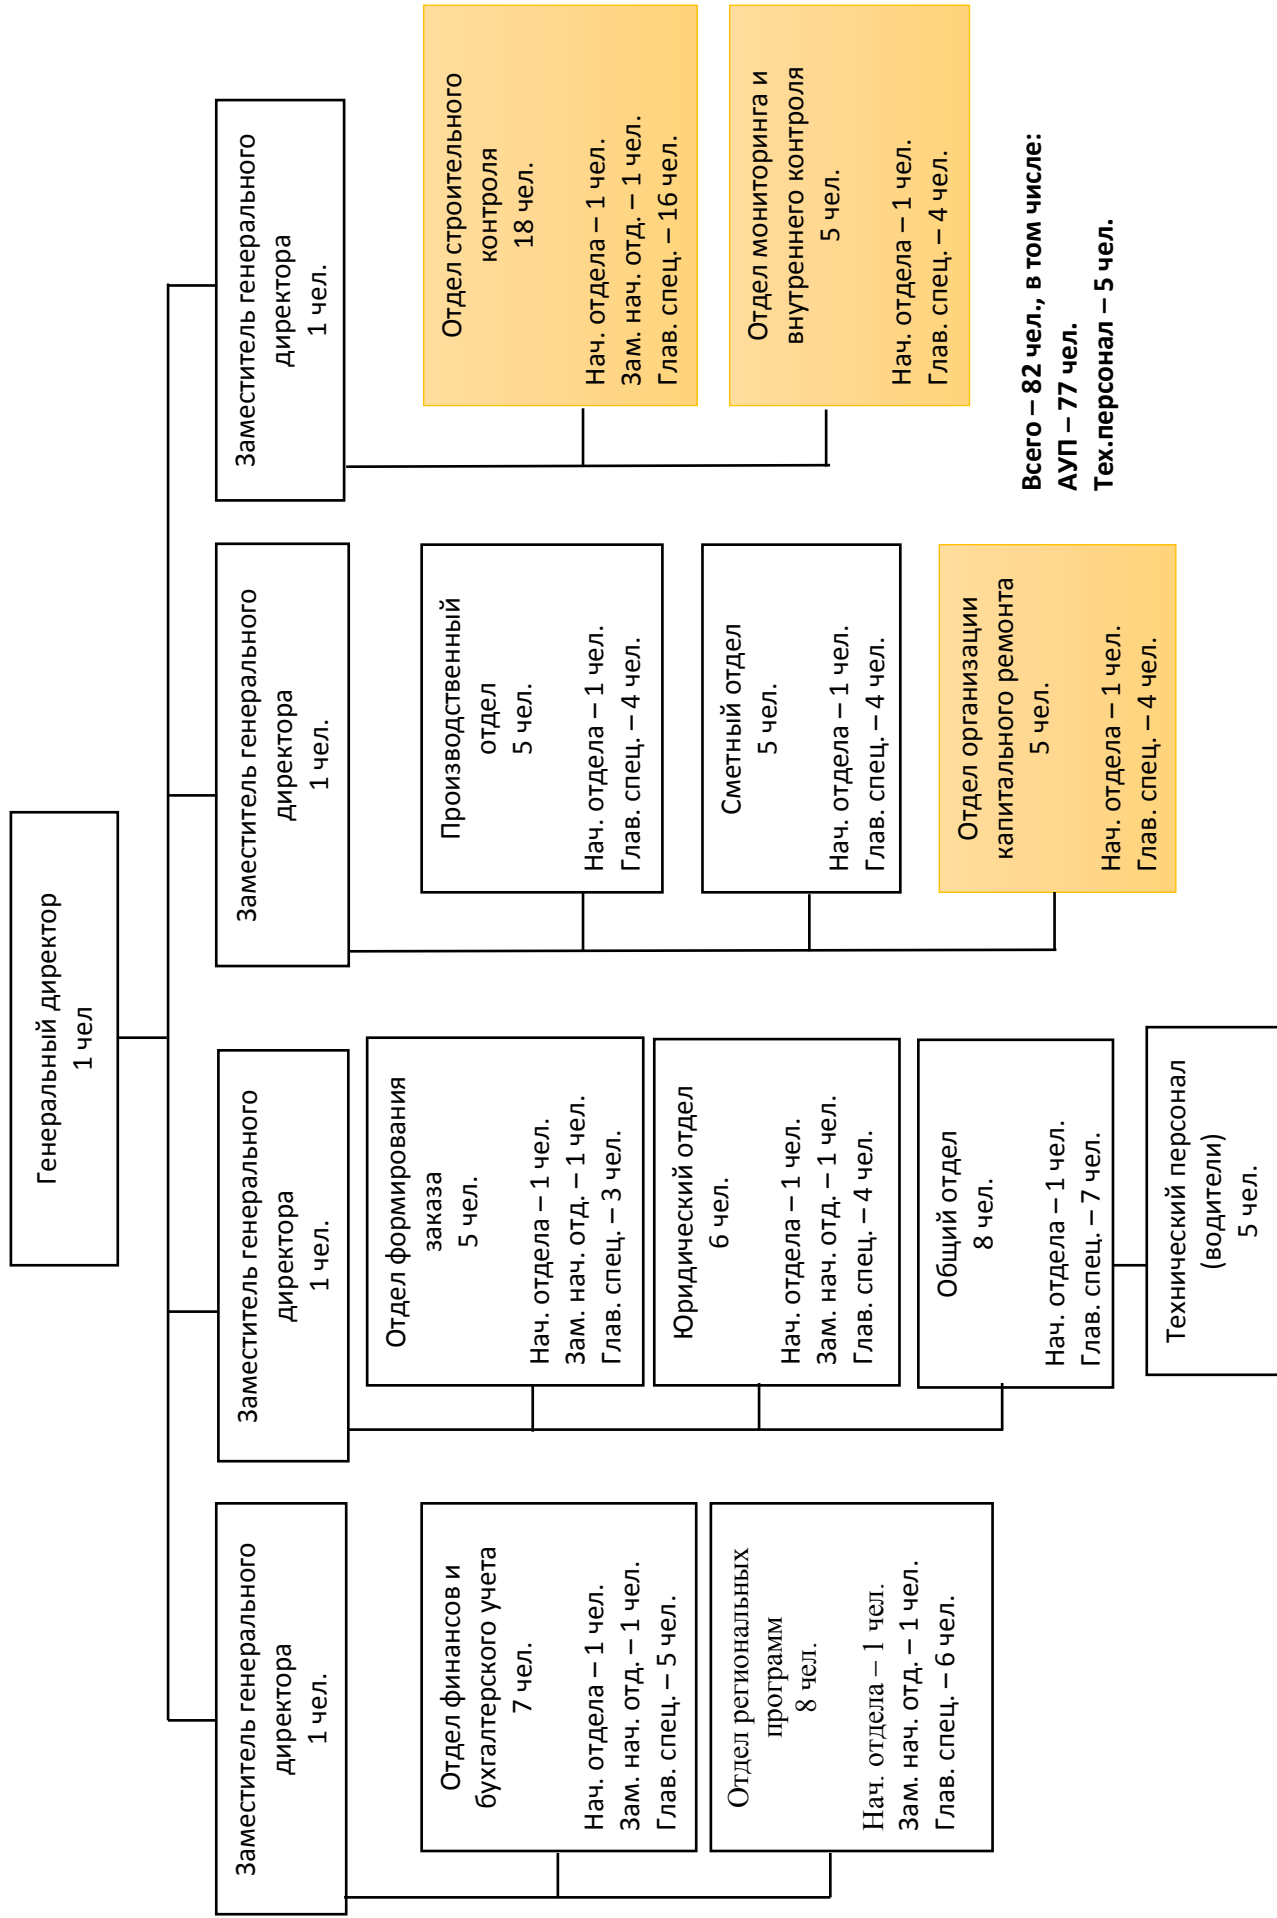 Генеральный директор
1 чел
Заместитель генерального
директора
1 чел.
Отдел финансов и
бухгалтерского учета
7 чел.
Нач. отдела – 1 чел.
Зам. нач. отд. – 1 чел.
Глав. спец. – 5 чел.
Отдел региональных
программ
8 чел.
Нач. отдела – 1 чел.
Зам. нач. отд. – 1 чел.
Глав. спец. – 6 чел.
Заместитель генерального
директора
1 чел.
Отдел формирования
заказа
5 чел.
Нач. отдела – 1 чел.
Зам. нач. отд. – 1 чел.
Глав. спец. – 3 чел.
Юридический отдел
6 чел.
Нач. отдела – 1 чел.
Зам. нач. отд. – 1 чел.
Глав. спец. – 4 чел.
Общий отдел
8 чел.
Нач. отдела – 1 чел.
Глав. спец. – 7 чел.
Технический персонал
(водители)
5 чел.
Заместитель генерального
директора
1 чел.
Производственный
отдел
5 чел.
Нач. отдела – 1 чел.
Глав. спец. – 4 чел.
Сметный отдел
5 чел.
Нач. отдела – 1 чел.
Глав. спец. – 4 чел.
Отдел организации
капитального ремонта
5 чел.
Нач. отдела – 1 чел.
Глав. спец. – 4 чел.
Заместитель генерального
директора
1 чел.
Отдел строительного
контроля
18 чел.
Нач. отдела – 1 чел.
Зам. нач. отд. – 1 чел.
Глав. спец. – 16 чел.
Отдел мониторинга и
внутреннего контроля
5 чел.
Нач. отдела – 1 чел.
Глав. спец. – 4 чел.
Всего – 82 чел., в том числе:
АУП – 77 чел.
Тех.персонал – 5 чел.